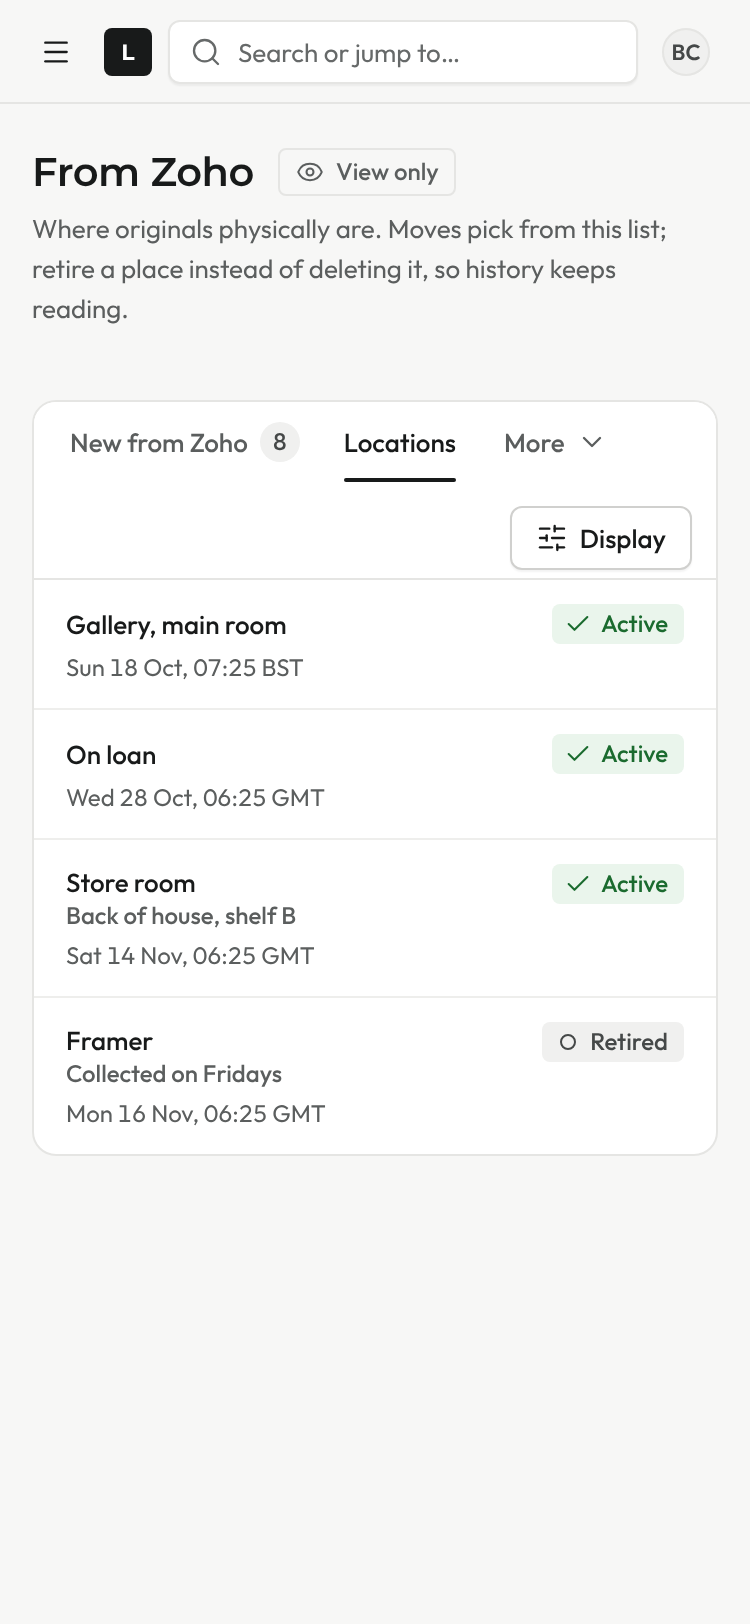 L
Search or jump to...
BC
From Zoho
View only
Where originals physically are. Moves pick from this list;
retire a place instead of deleting it, so history keeps
reading.
New from Zoho 8
Locations
More
Display
Gallery, main room
Active
Sun 18 Oct, 07:25 BST
On loan
Active
Wed 28 Oct, 06:25 GMT
Store room
Active
Back of house, shelf B
Sat 14 Nov, 06:25 GMT
Framer
Retired
Collected on Fridays
Mon 16 Nov, 06:25 GMT